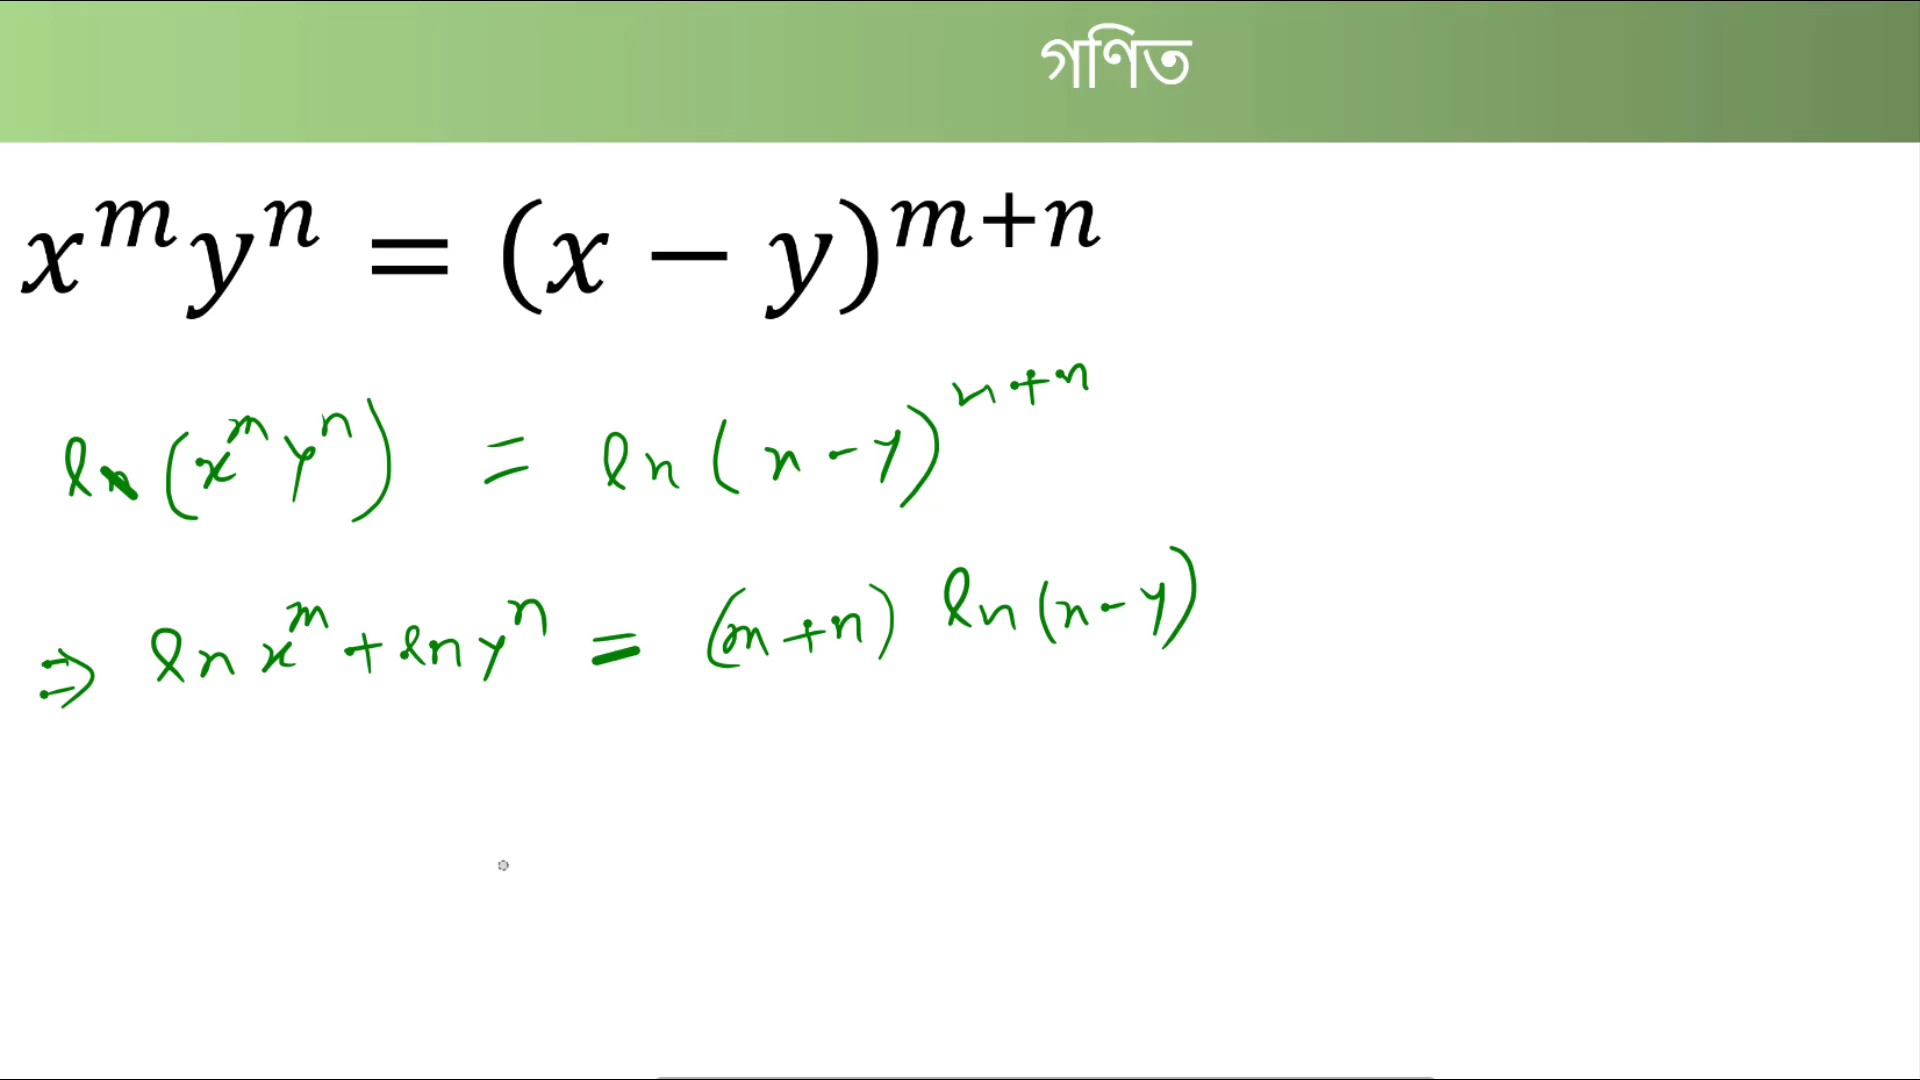 গণিত
x^m y^n = (x − y)^{m+n}
ln (x^m y^n) = ln (x - y)^{m+n}
⇒ ln x^m + ln y^n = (m+n) ln (x - y)